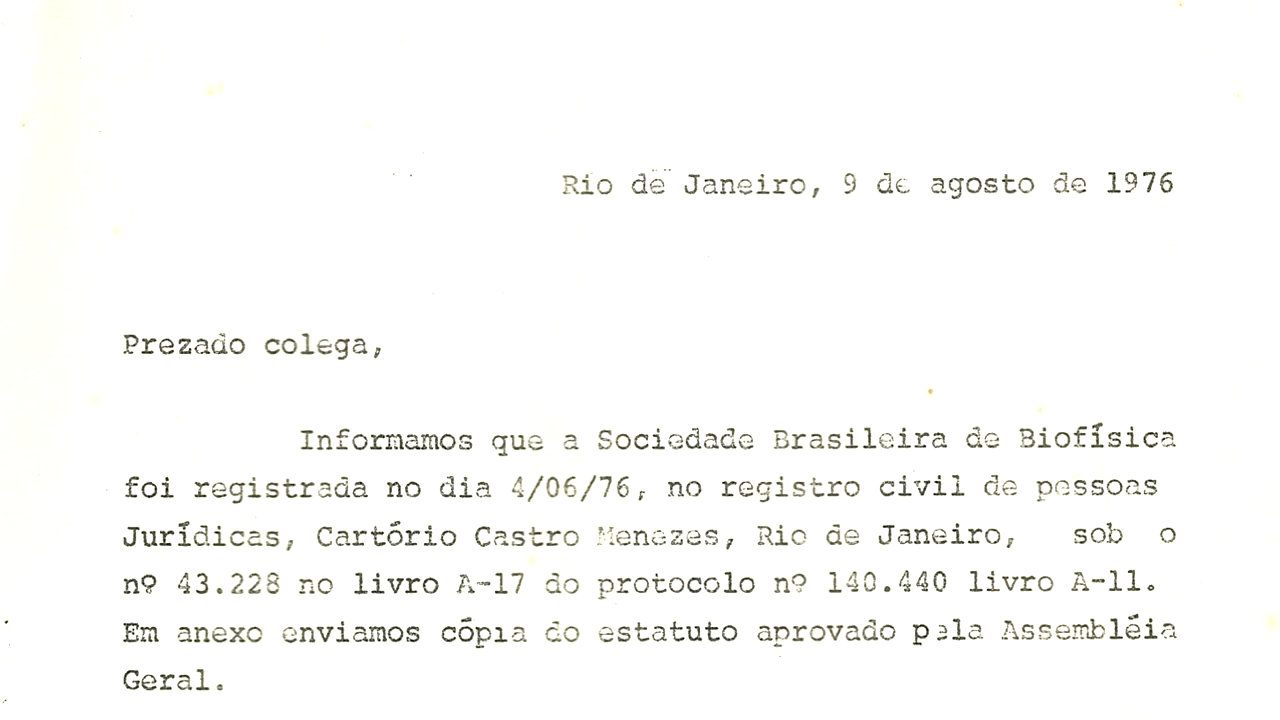 Rio de Janeiro, 9 de agosto de 1976
Prezado colega,
Informamos que a Sociedade Brasileira de Biofísica
foi registrada no dia 4/06/76, no registro civil de pessoas
Jurídicas, Cartório Castro Menezes, Rio de Janeiro, sob o
nº 43.228 no livro A-17 do protocolo nº 140.440 livro A-11.
Em anexo enviamos cópia do estatuto aprovado pela Assembléia
Geral.